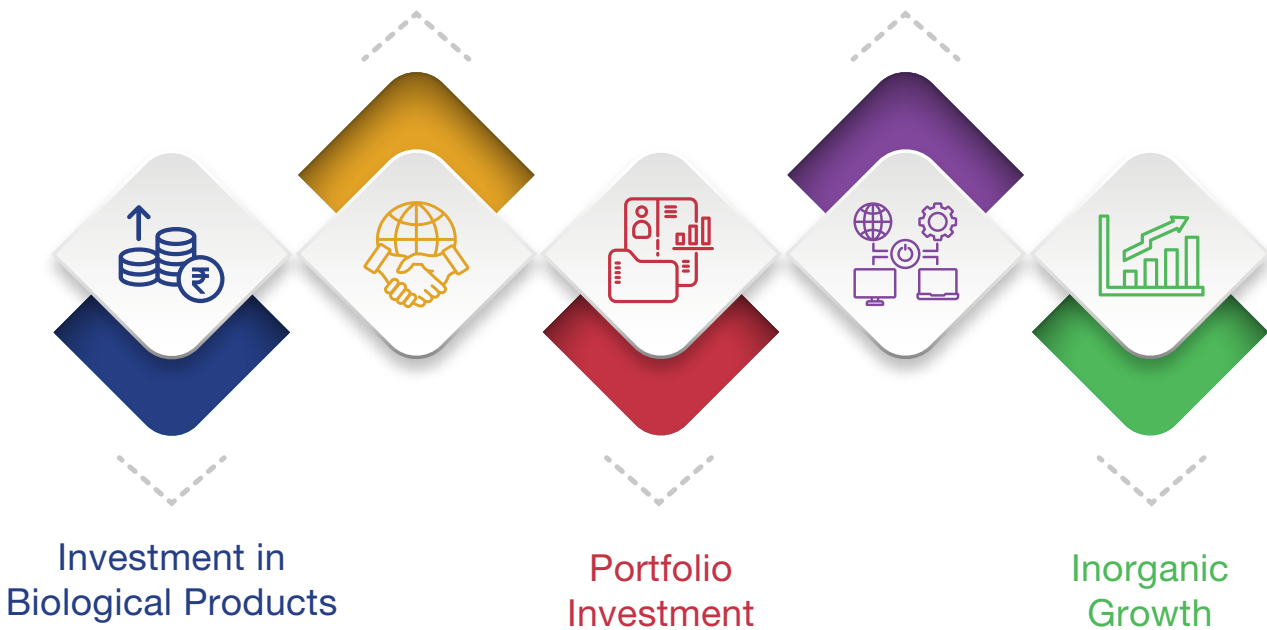 ₹
Investment in
Biological Products
Portfolio
Investment
Inorganic
Growth